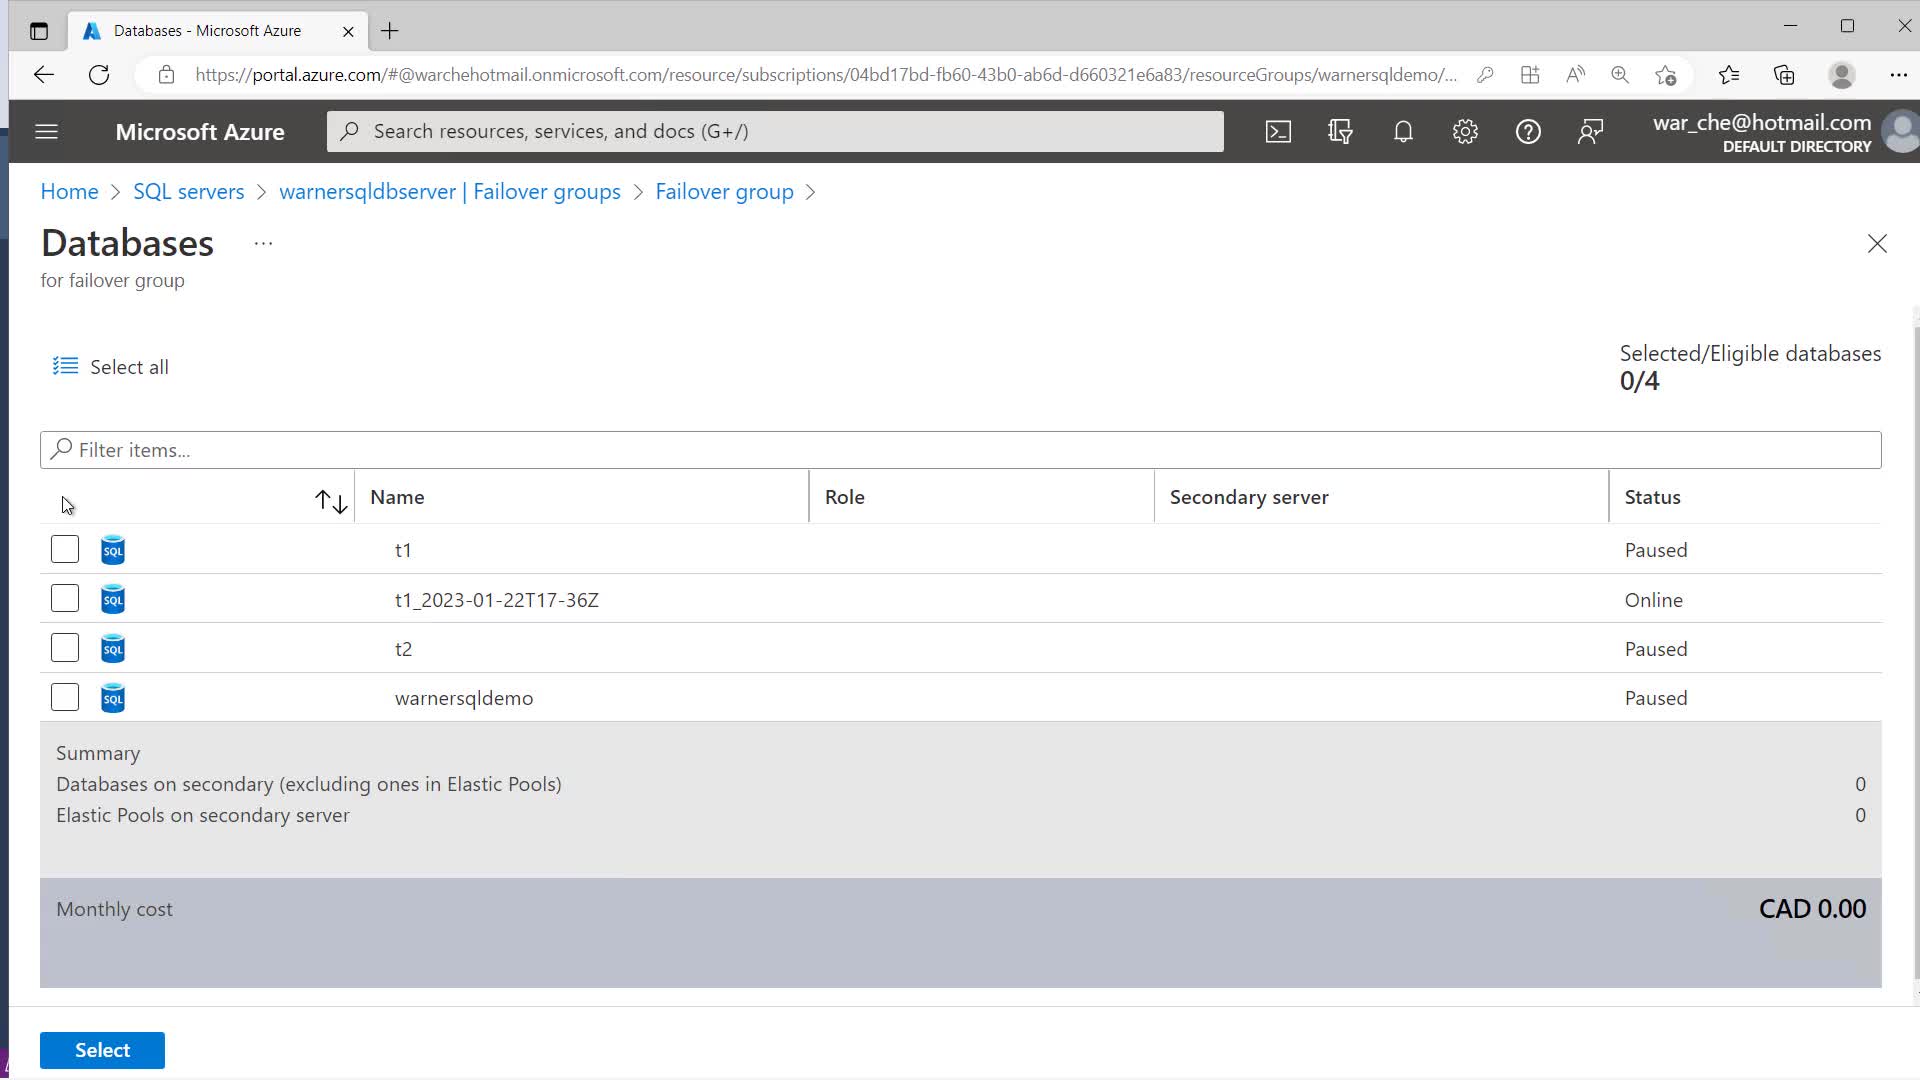 Databases - Microsoft Azure
https://portal.azure.com/#@warchehotmail.onmicrosoft.com/resource/subscriptions/04bd17bd-fb60-43b0-ab6d-d660321e6a83/resourceGroups/warnersqldemo/...
Microsoft Azure
Search resources, services, and docs (G+/)
war_che@hotmail.com
DEFAULT DIRECTORY
Home > SQL servers > warnersqldbserver | Failover groups > Failover group >
Databases ...
for failover group
Select all
Selected/Eligible databases
0/4
Filter items...
Name Role Secondary server Status
SQL t1 Paused
SQL t1_2023-01-22T17-36Z Online
SQL t2 Paused
SQL warnersqldemo Paused
Summary
Databases on secondary (excluding ones in Elastic Pools) 0
Elastic Pools on secondary server 0
Monthly cost CAD 0.00
Select